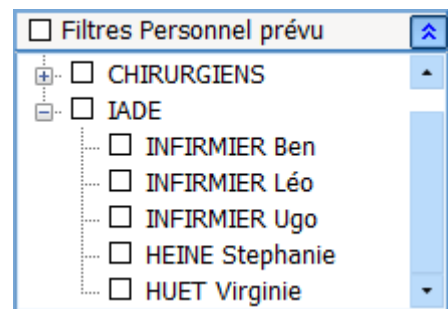 Filtres Personnel prévu
CHIRURGIENS
IADE
INFIRMIER Ben
INFIRMIER Léo
INFIRMIER Ugo
HEINE Stephanie
HUET Virginie